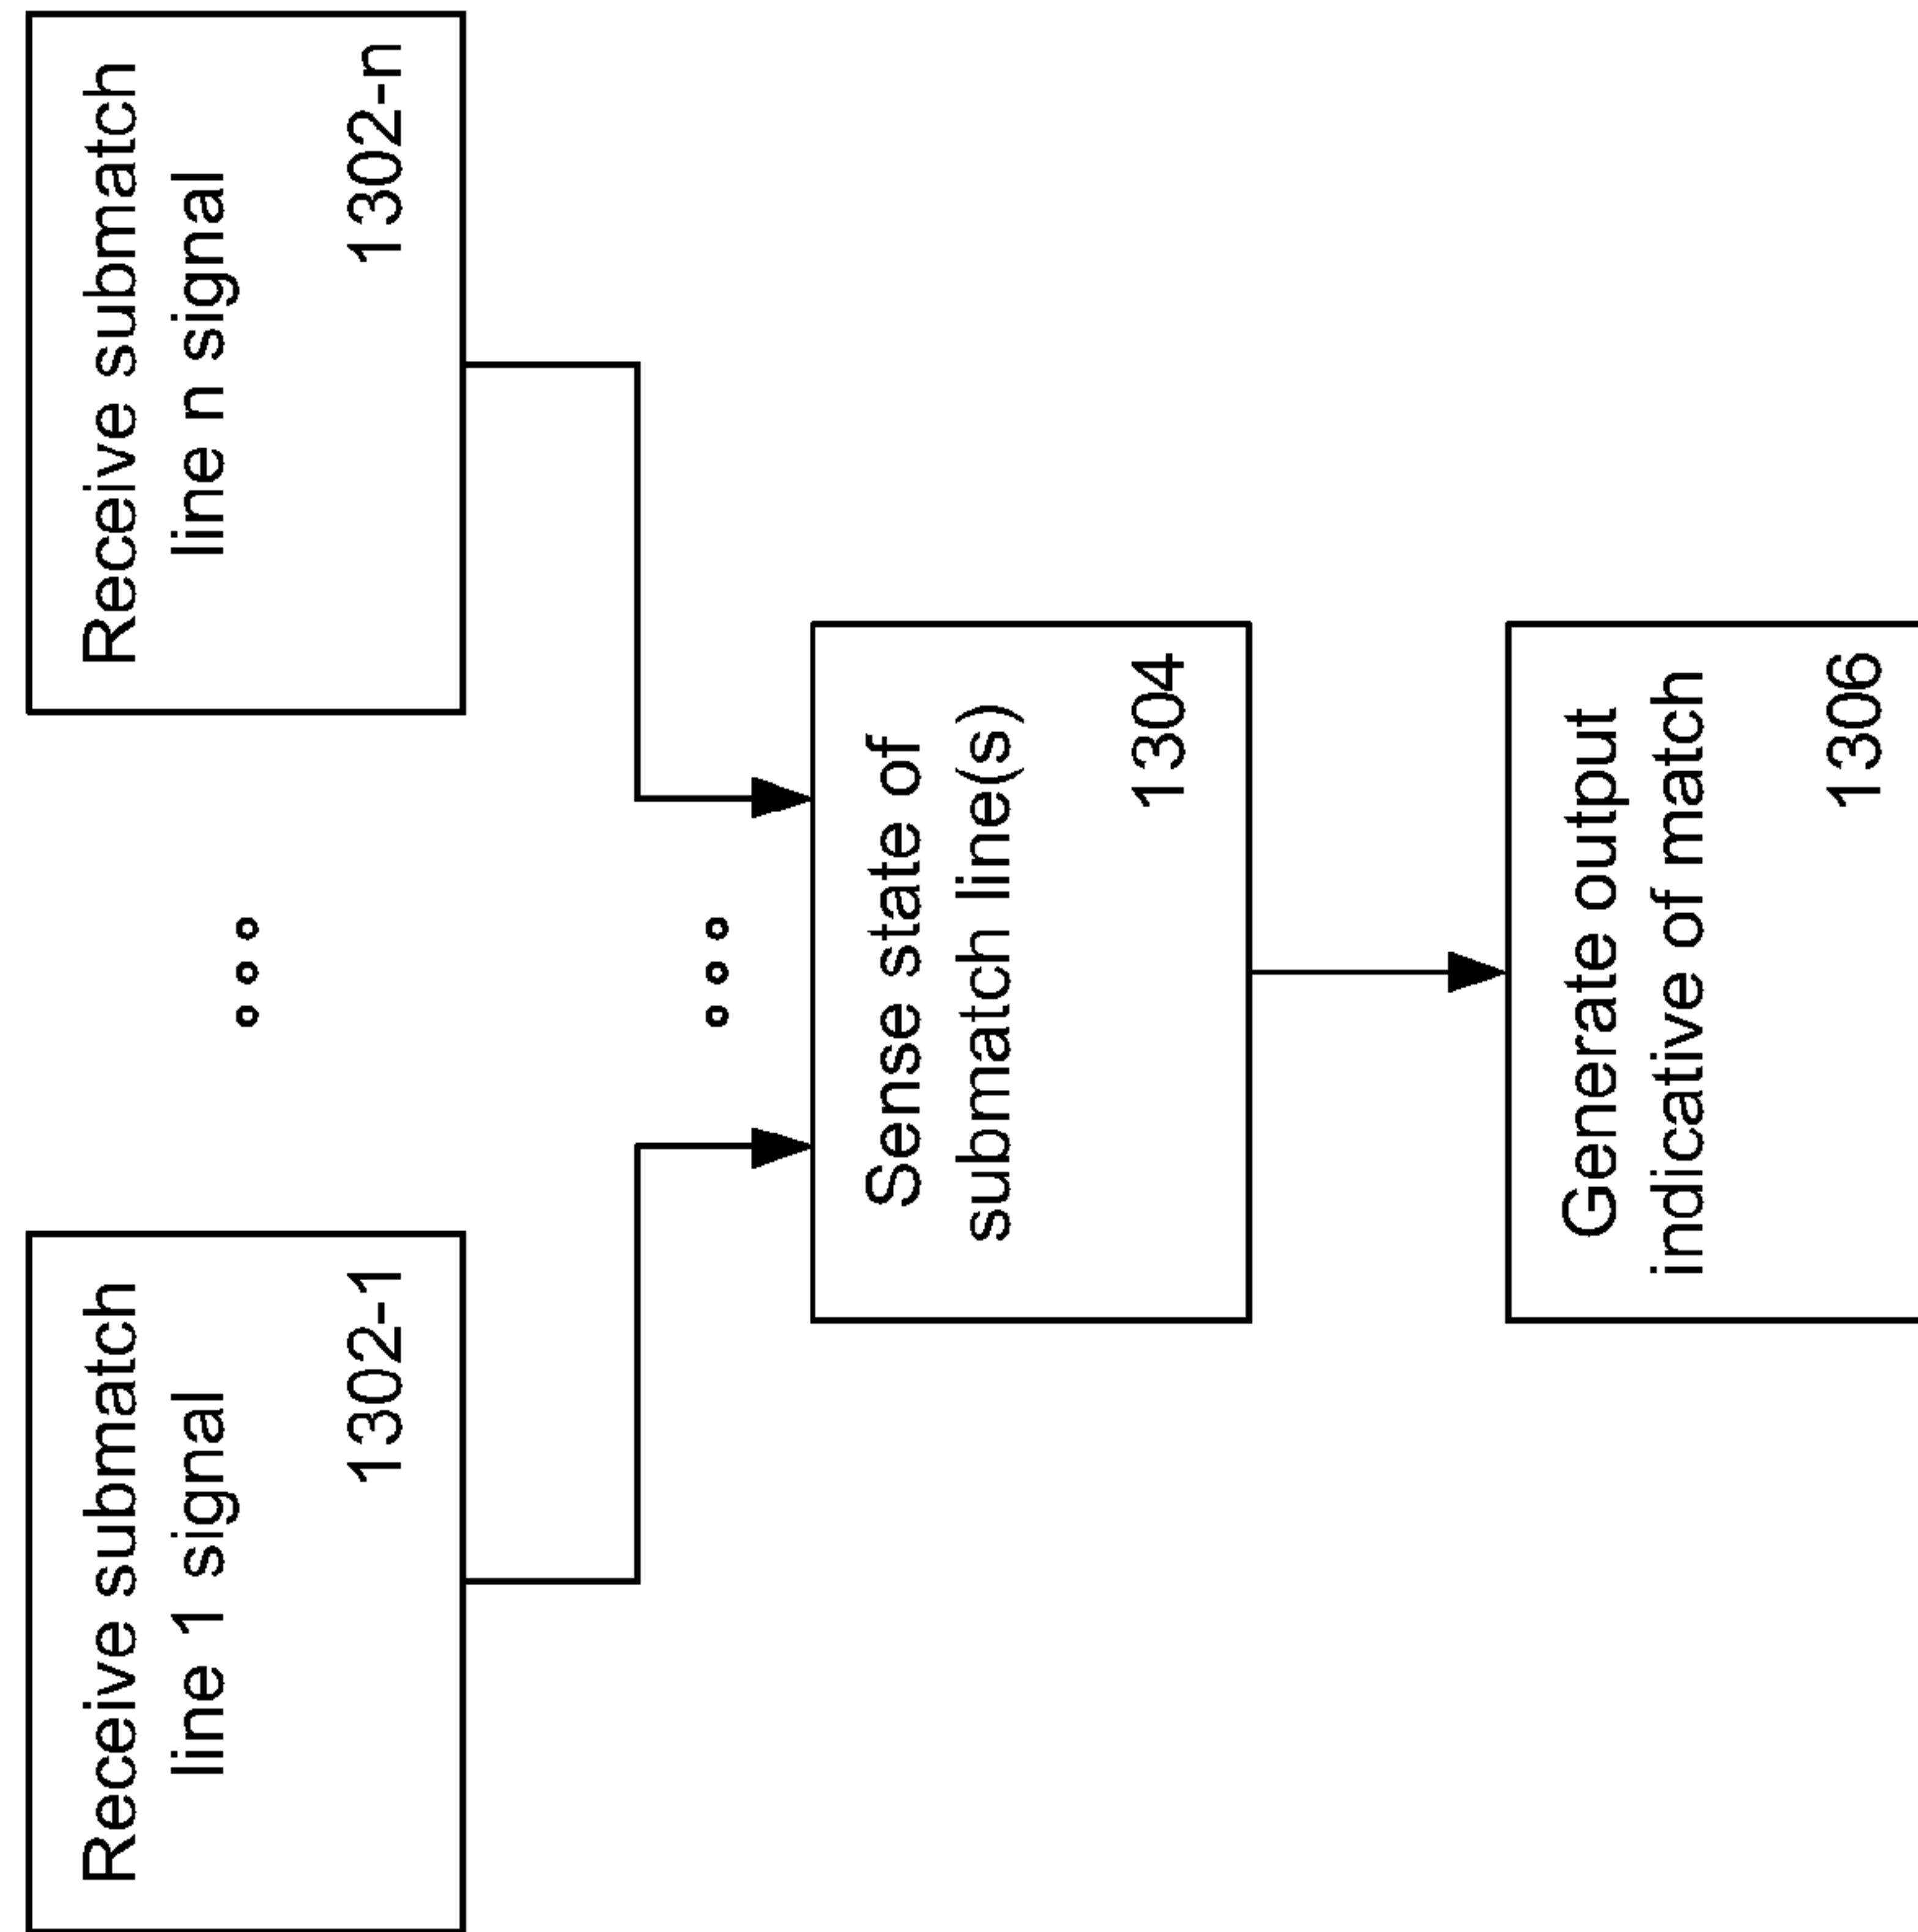 Receive submatch
line 1 signal
1302-1
Receive submatch
line n signal
1302-n
Sense state of
submatch line(s)
1304
Generate output
indicative of match
1306